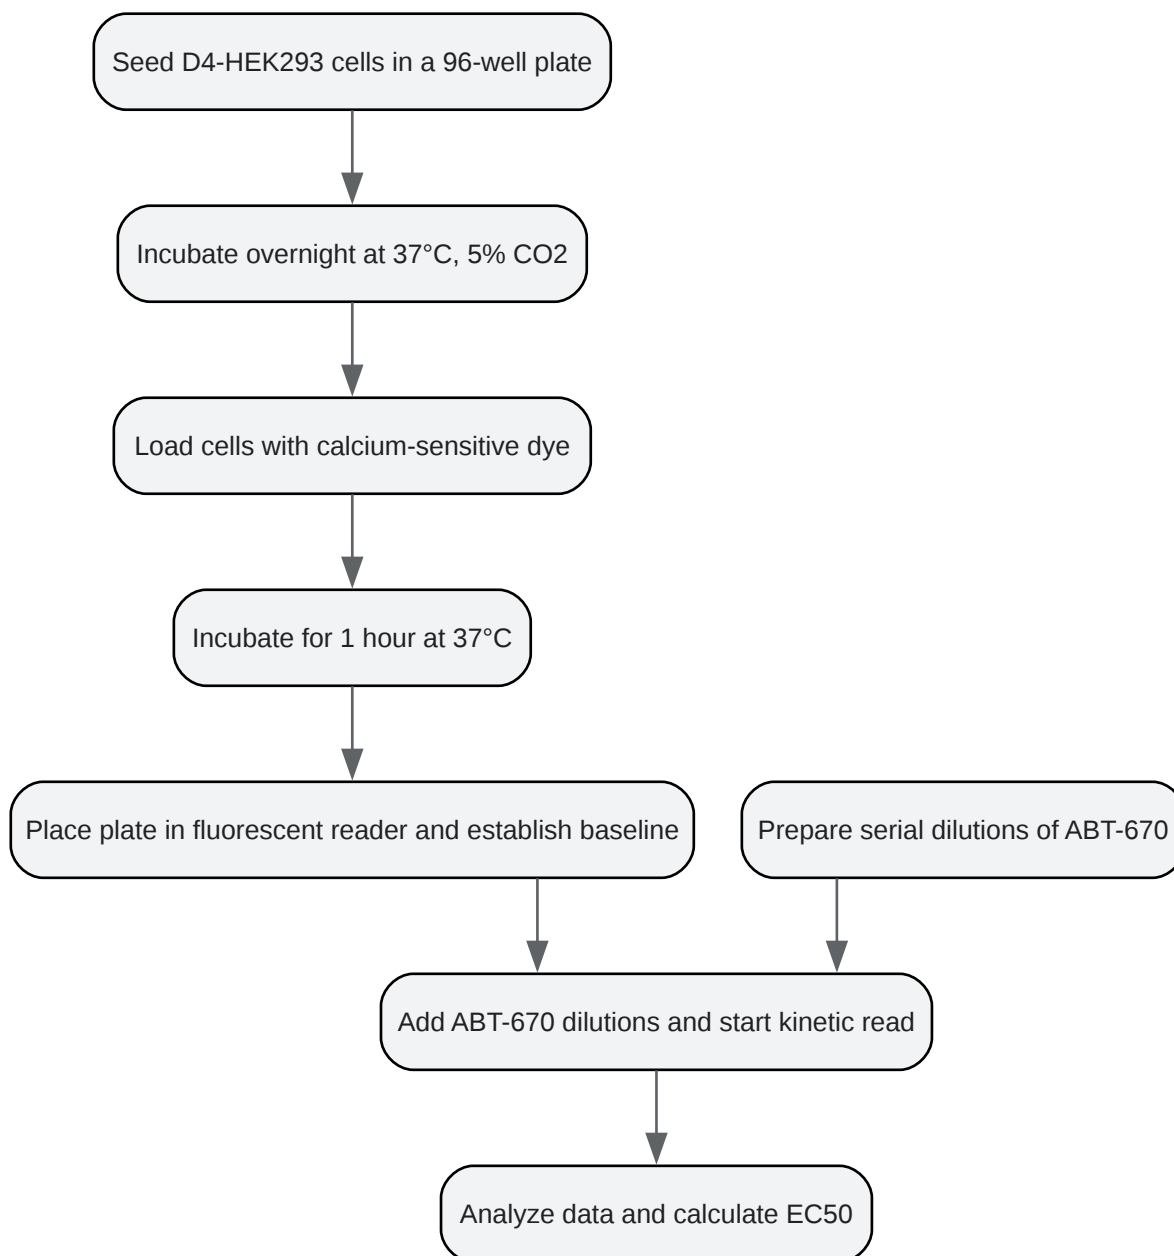 Seed D4-HEK293 cells in a 96-well plate
Incubate overnight at 37°C, 5% CO2
Load cells with calcium-sensitive dye
Incubate for 1 hour at 37°C
Place plate in fluorescent reader and establish baseline
Prepare serial dilutions of ABT-670
Add ABT-670 dilutions and start kinetic read
Analyze data and calculate EC50